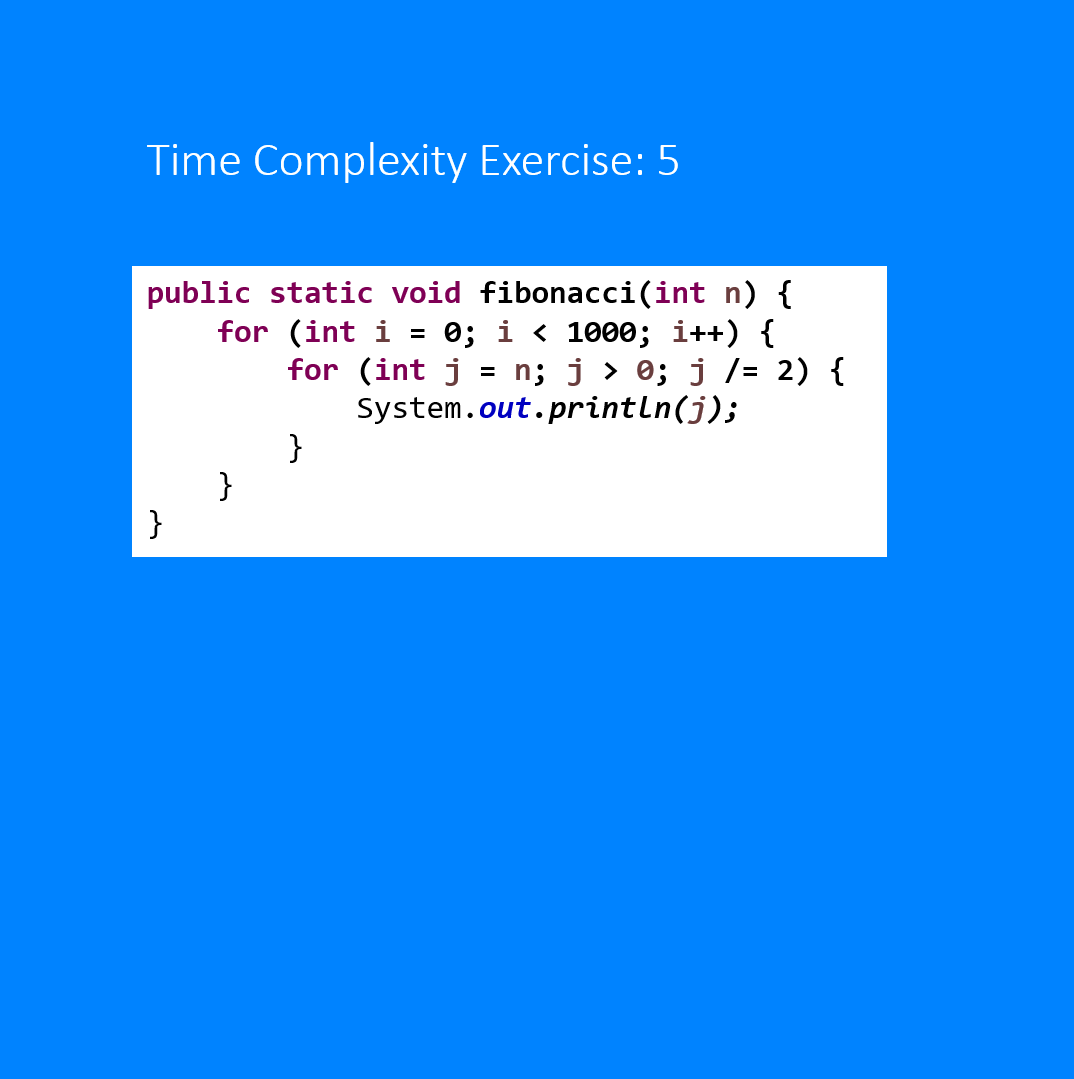 Time Complexity Exercise: 5
public static void fibonacci(int n) {
    for (int i = 0; i < 1000; i++) {
        for (int j = n; j > 0; j /= 2) {
            System.out.println(j);
        }
    }
}